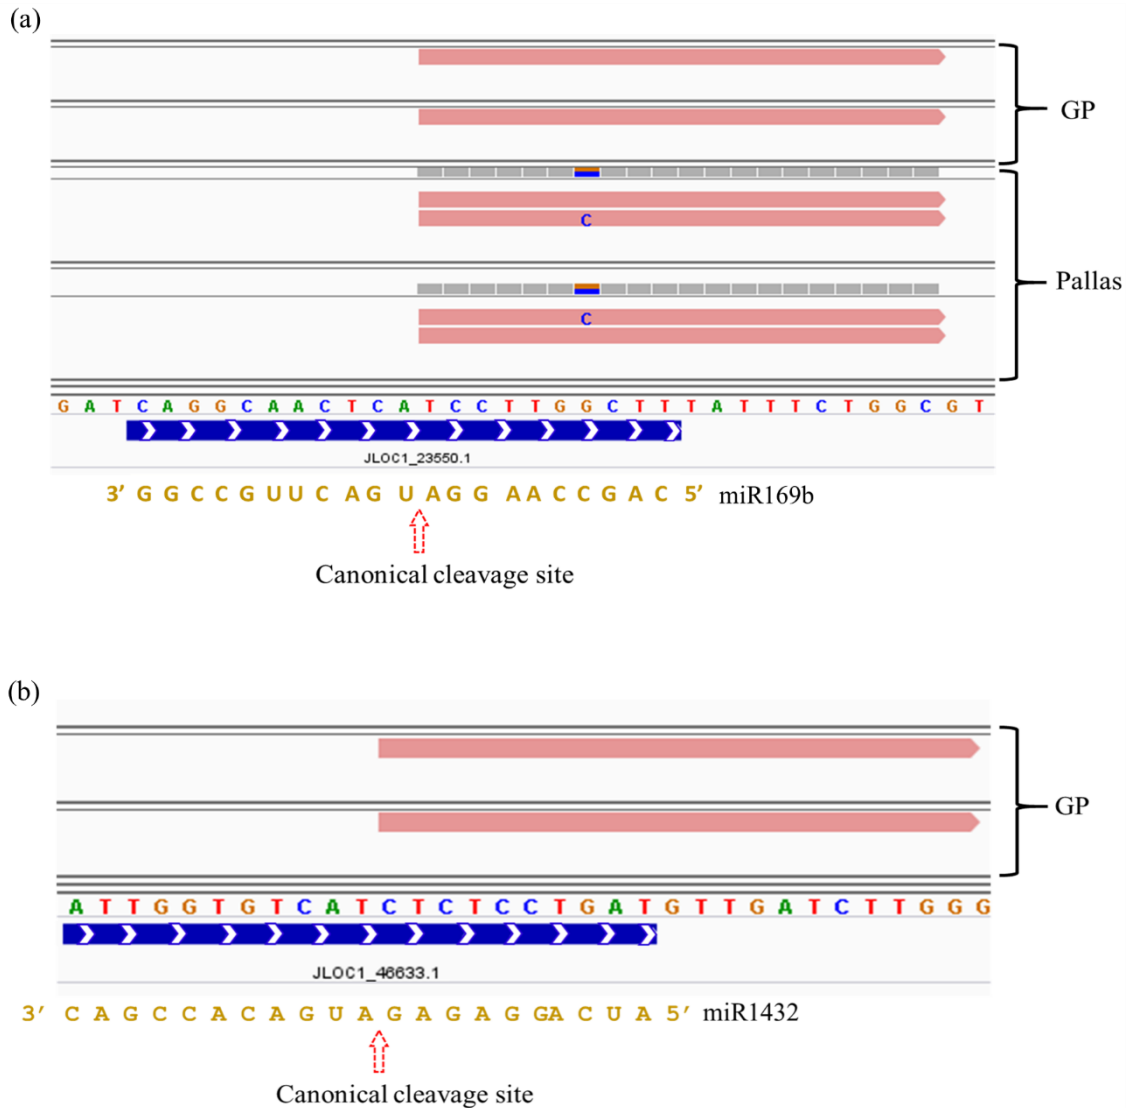 (a)
GP
C
Pallas
C
G A T C A G G C A A C T C A T C C T T G G C T T T A T T T C T G G C G T
JLOC1_23550.1
3’ G G C C G U U C A G U A G G A A C C G A C 5’ miR169b
Canonical cleavage site
(b)
GP
A T T G G T G T C A T C T C T C C T G A T G T T G A T C T T G G G
JLOC1_46633.1
3’ C A G C C A C A G U A G A G A G G A C U A 5’ miR1432
Canonical cleavage site